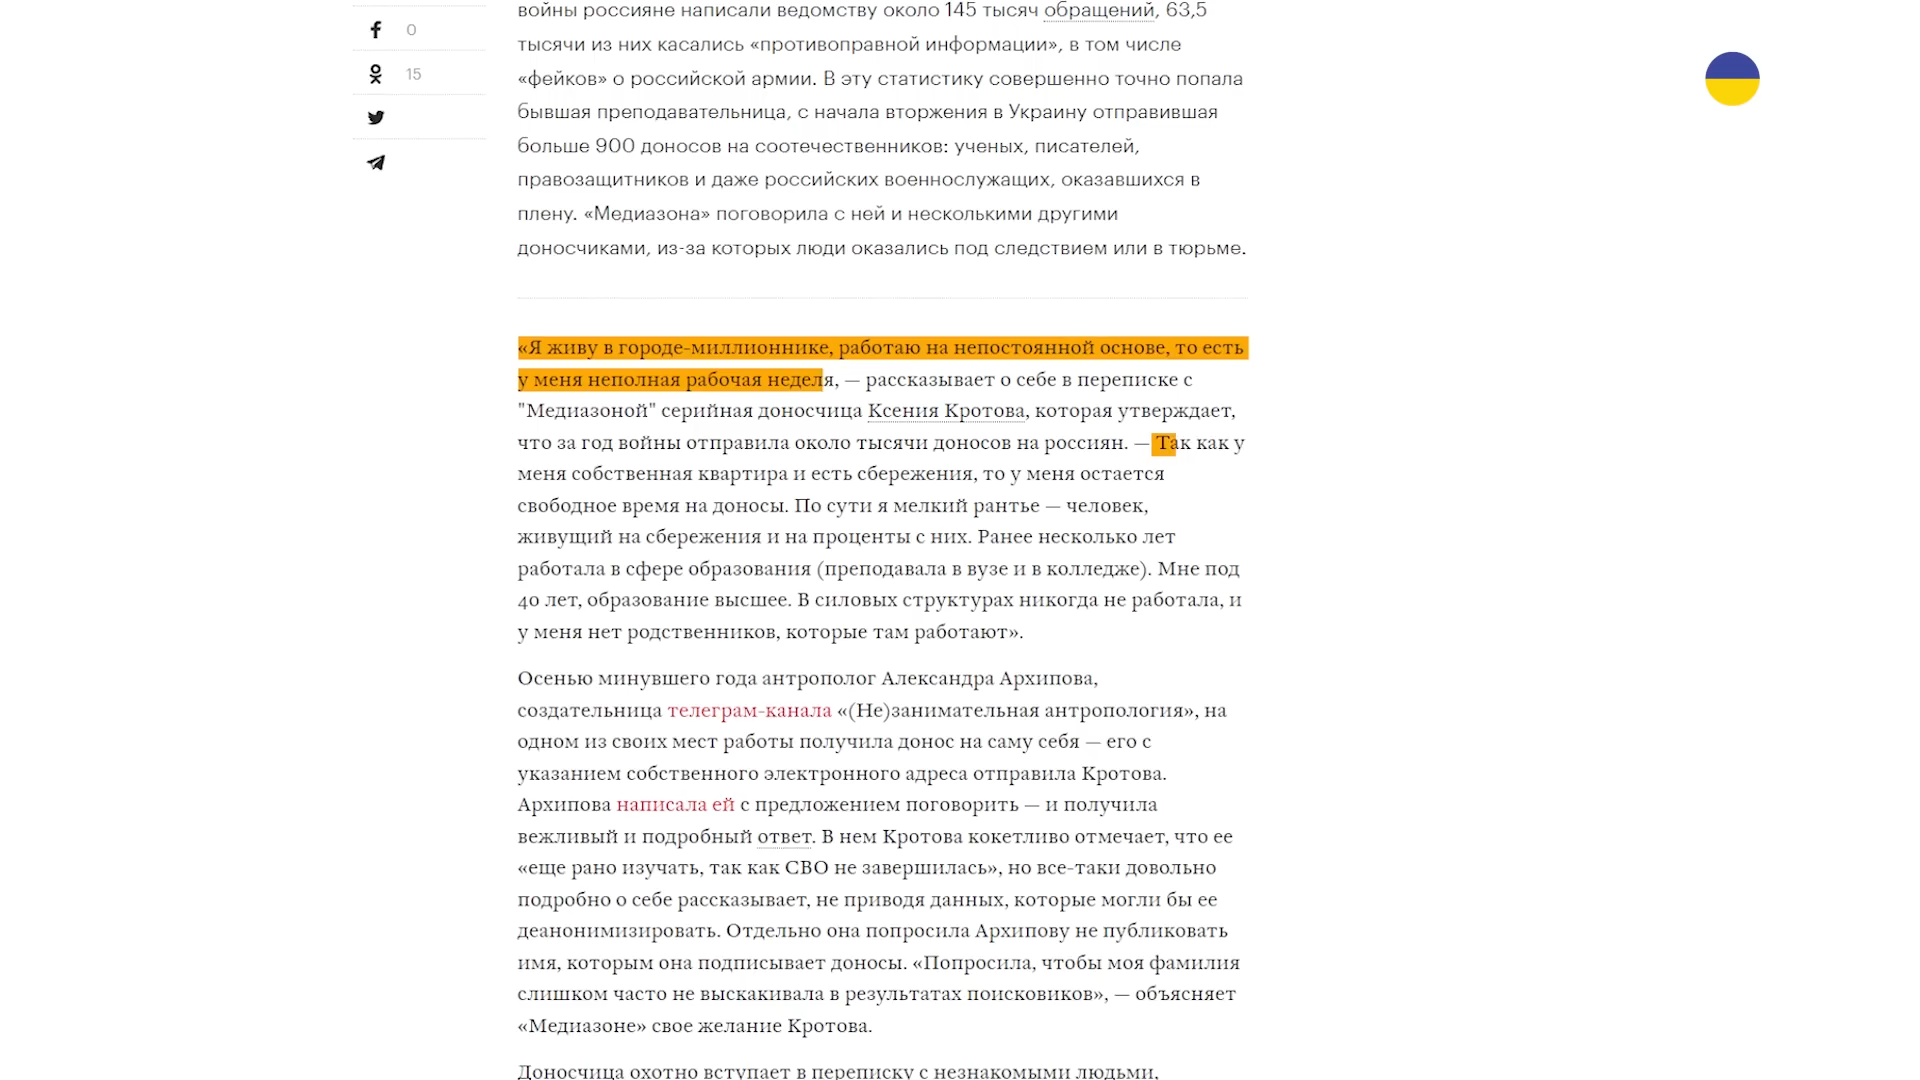 войны россияне написали ведомству около 145 тысяч обращений, 63,5
0
тысячи из них касались «противоправной информации», в том числе
15
«фейков» о российской армии. В эту статистику совершенно точно попала
бывшая преподавательница, с начала вторжения в Украину отправившая
больше 900 доносов на соотечественников: ученых, писателей,
правозащитников и даже российских военнослужащих, оказавшихся в
плену. «Медиазона» поговорила с ней и несколькими другими
доносчиками, из-за которых люди оказались под следствием или в тюрьме.
«Я живу в городе-миллионнике, работаю на непостоянной основе, то есть
у меня неполная рабочая неделя, — рассказывает о себе в переписке с
"Медиазоной" серийная доносчица Ксения Кротова, которая утверждает,
что за год войны отправила около тысячи доносов на россиян. — Так как у
меня собственная квартира и есть сбережения, то у меня остается
свободное время на доносы. По сути я мелкий рантье — человек,
живущий на сбережения и на проценты с них. Ранее несколько лет
работала в сфере образования (преподавала в вузе и в колледже). Мне под
40 лет, образование высшее. В силовых структурах никогда не работала, и
у меня нет родственников, которые там работают».
Осенью минувшего года антрополог Александра Архипова,
создательница телеграм-канала «(Не)занимательная антропология», на
одном из своих мест работы получила донос на саму себя — его с
указанием собственного электронного адреса отправила Кротова.
Архипова написала ей с предложением поговорить — и получила
вежливый и подробный ответ. В нем Кротова кокетливо отмечает, что ее
«еще рано изучать, так как СВО не завершилась», но все-таки довольно
подробно о себе рассказывает, не приводя данных, которые могли бы ее
деанонимизировать. Отдельно она попросила Архипову не публиковать
имя, которым она подписывает доносы. «Попросила, чтобы моя фамилия
слишком часто не выскакивала в результатах поисковиков», — объясняет
«Медиазоне» свое желание Кротова.
Доносчица охотно вступает в переписку с незнакомыми людьми,